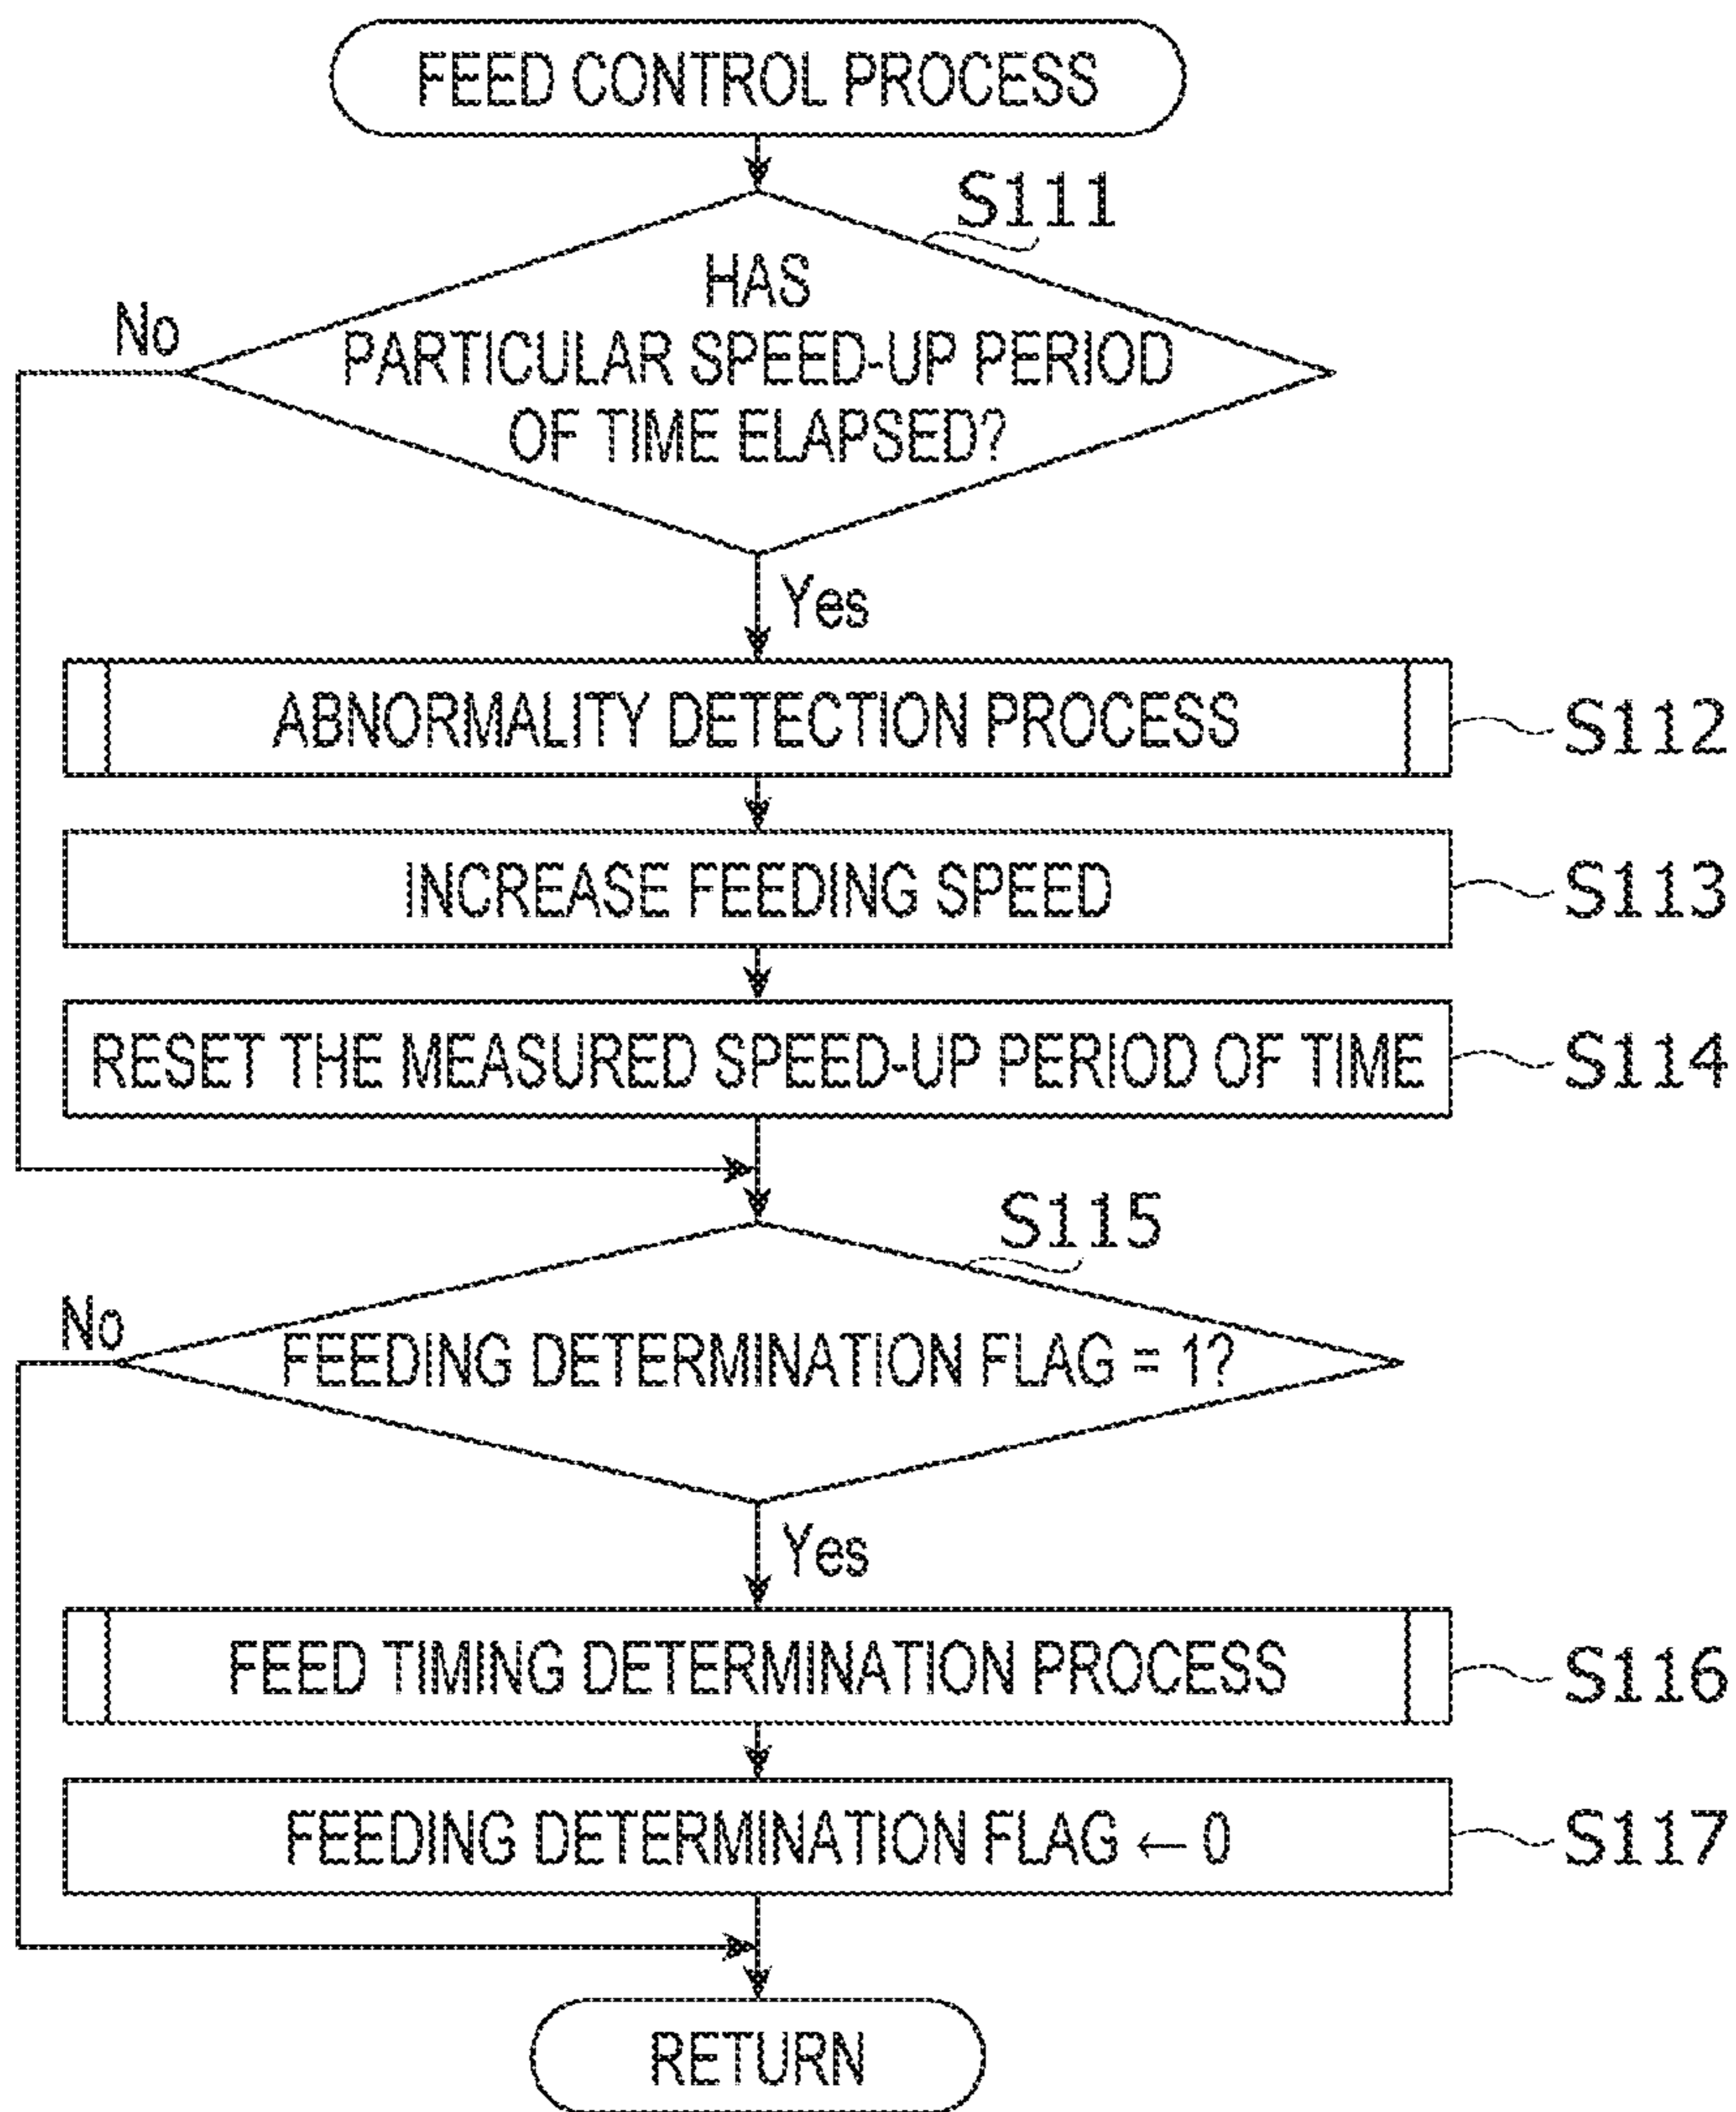 FEED CONTROL PROCESS
S111
HAS
PARTICULAR SPEED-UP PERIOD
OF TIME ELAPSED?
No
Yes
ABNORMALITY DETECTION PROCESS
S112
INCREASE FEEDING SPEED
S113
RESET THE MEASURED SPEED-UP PERIOD OF TIME
S114
S115
No
FEEDING DETERMINATION FLAG = 1?
Yes
FEED TIMING DETERMINATION PROCESS
S116
FEEDING DETERMINATION FLAG ← 0
S117
RETURN